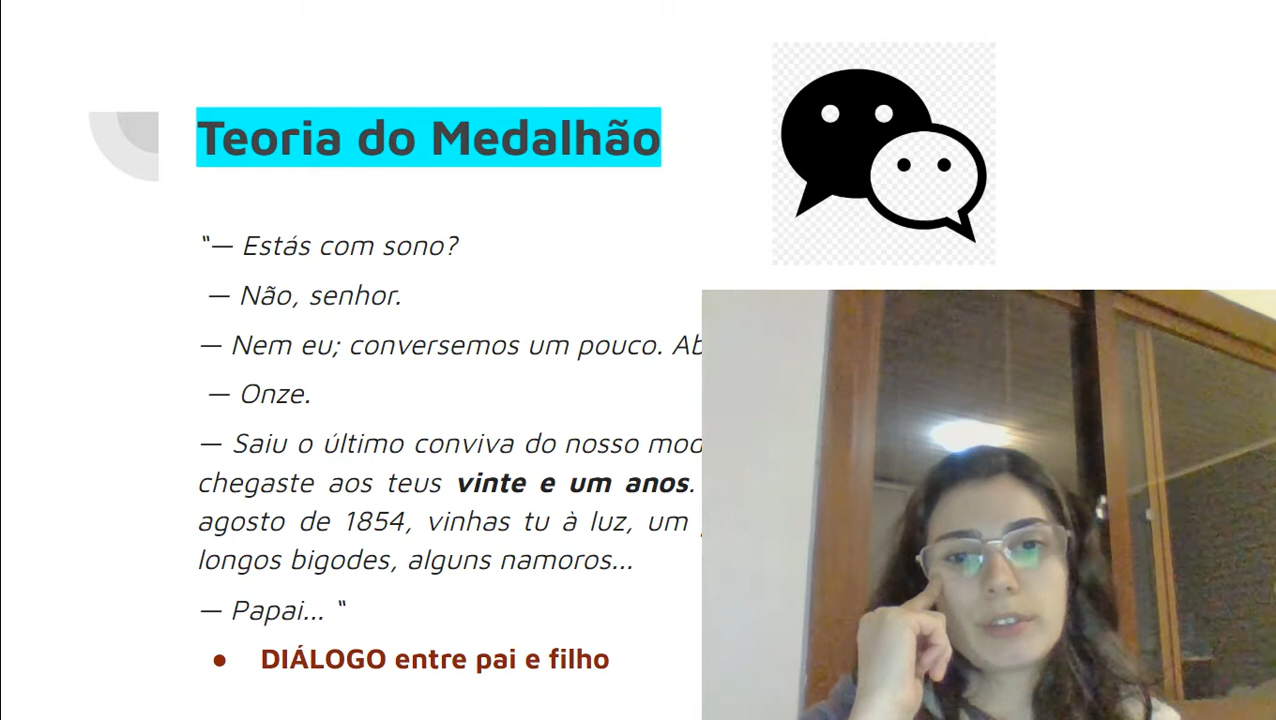 Teoria do Medalhão
“— Estás com sono?
— Não, senhor.
— Nem eu; conversemos um pouco.
— Onze.
— Saiu o último conviva do nosso
chegaste aos teus vinte e um anos.
agosto de 1854, vinhas tu à luz, um
longos bigodes, alguns namoros...
— Papai... “
● DIÁLOGO entre pai e filho